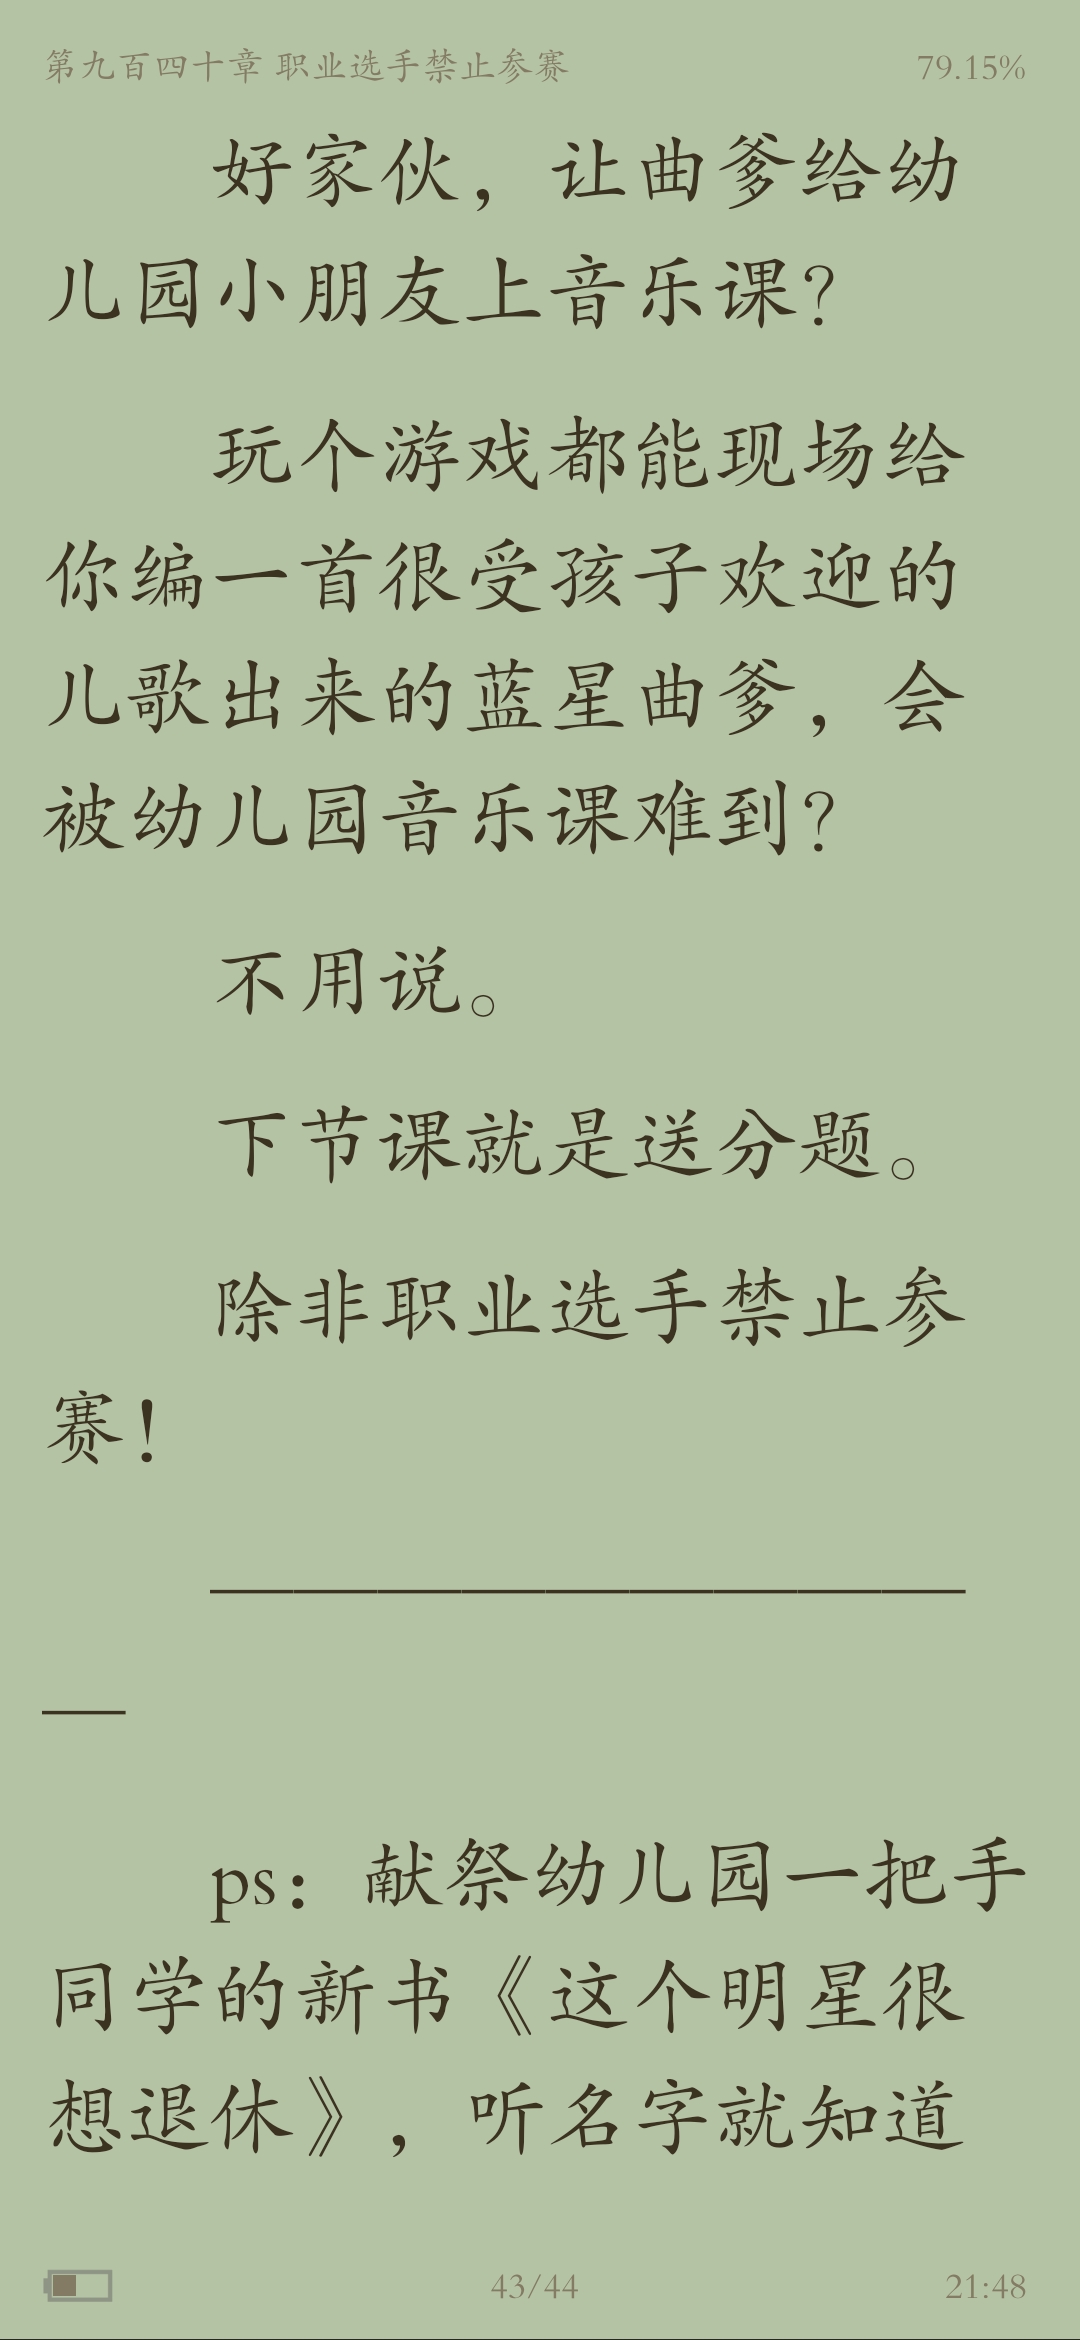 第九百四十章 职业选手禁止参赛 79.15%
好家伙，让曲爹给幼
儿园小朋友上音乐课？
玩个游戏都能现场给
你编一首很受孩子欢迎的
儿歌出来的蓝星曲爹，会
被幼儿园音乐课难到？
不用说。
下节课就是送分题。
除非职业选手禁止参
赛！
—————————
—
ps：献祭幼儿园一把手
同学的新书《这个明星很
想退休》，听名字就知道
43/44 21:48